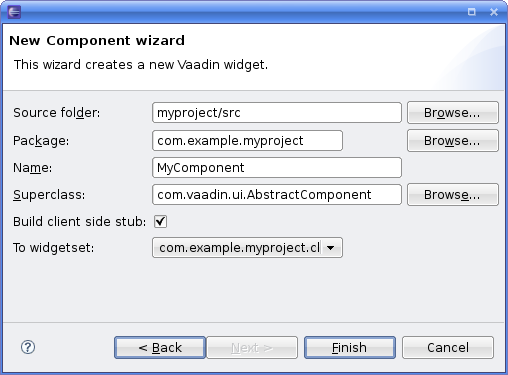 New Component wizard
This wizard creates a new Vaadin widget.
Source folder: myproject/src Browse...
Package: com.example.myproject Browse...
Name: MyComponent
Superclass: com.vaadin.ui.AbstractComponent Browse...
Build client side stub:
To widgetset: com.example.myproject.cl
? < Back Next > Finish Cancel